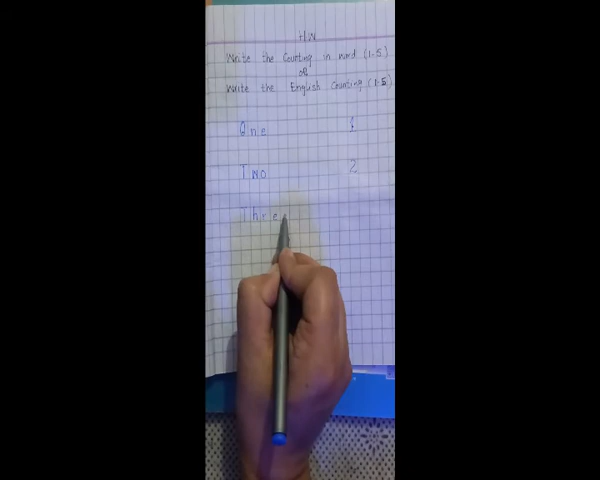 H.W
Write the Counting in word (1-5)
OR
Write the English Counting (1-5)
One 1
Two 2
Three